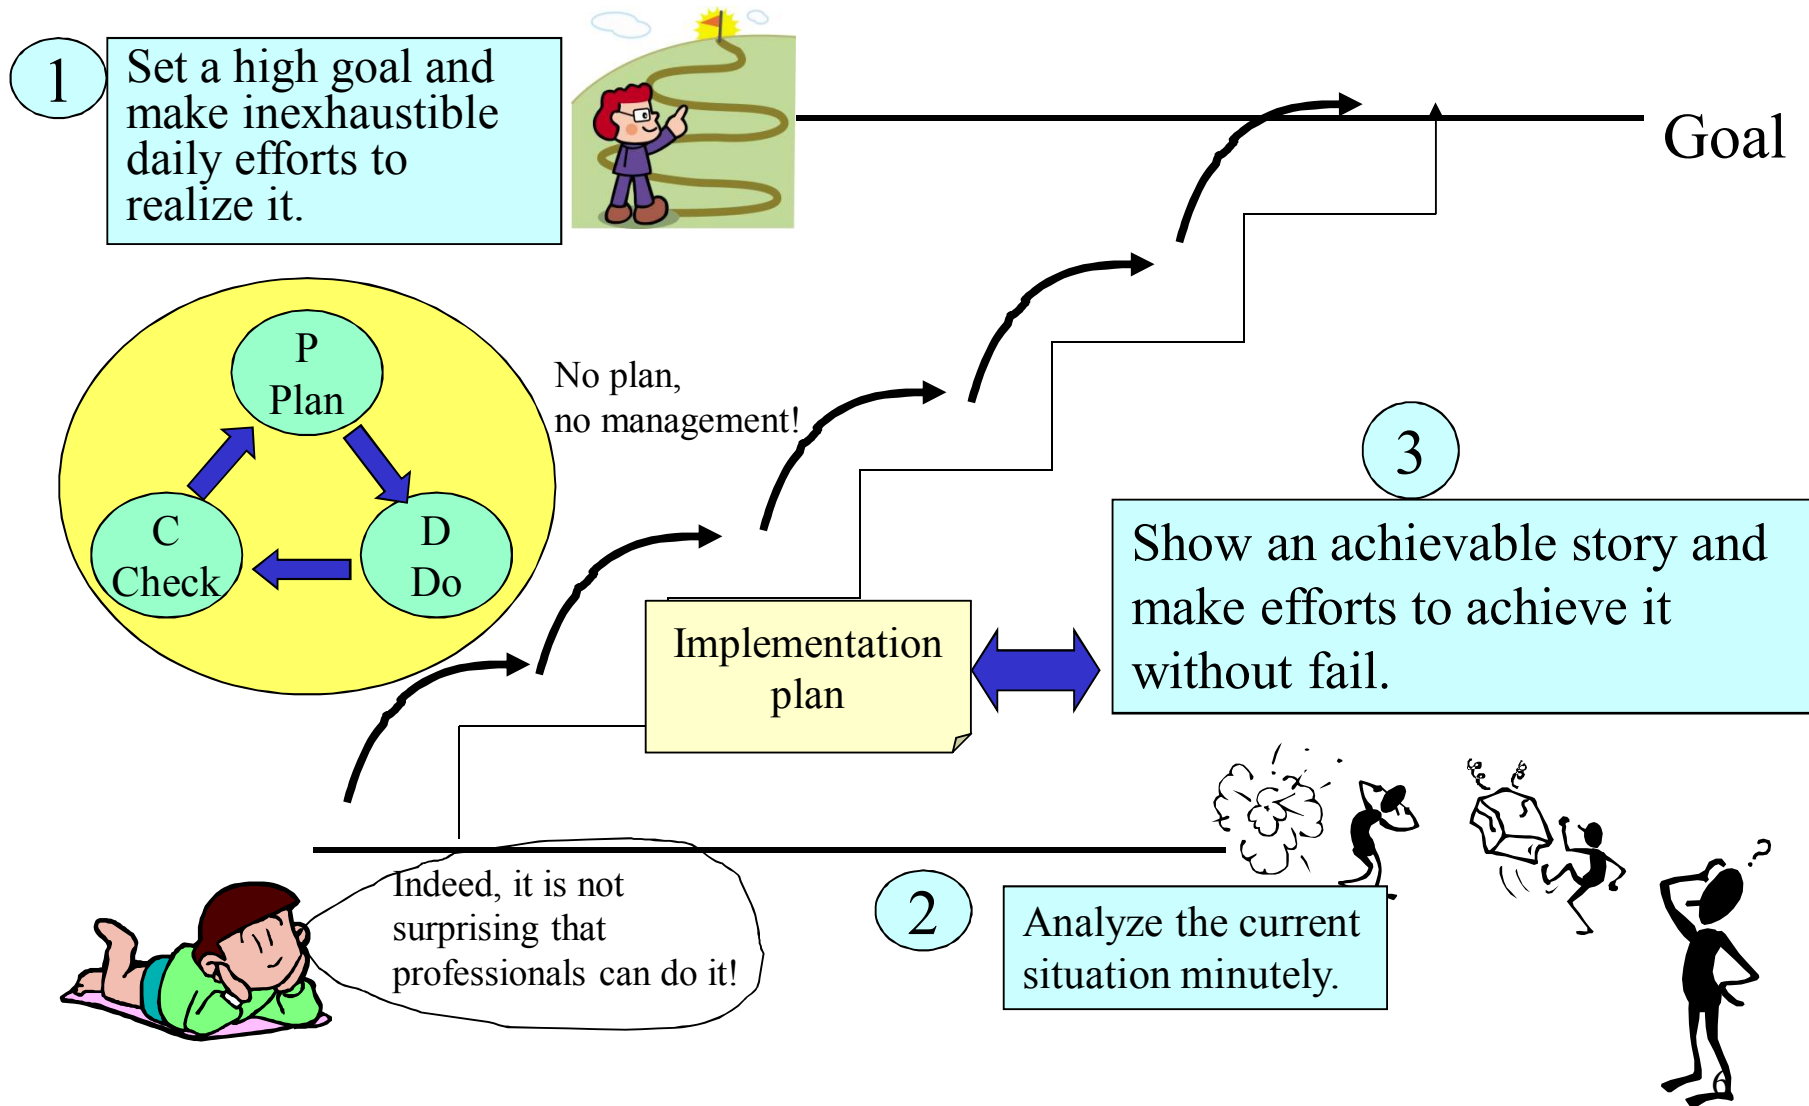 1
Set a high goal and
make inexhaustible
daily efforts to
realize it.
Goal
P
Plan
C
Check
D
Do
No plan,
no management!
3
Show an achievable story and
make efforts to achieve it
without fail.
Implementation
plan
Indeed, it is not
surprising that
professionals can do it!
2
Analyze the current
situation minutely.
?
6